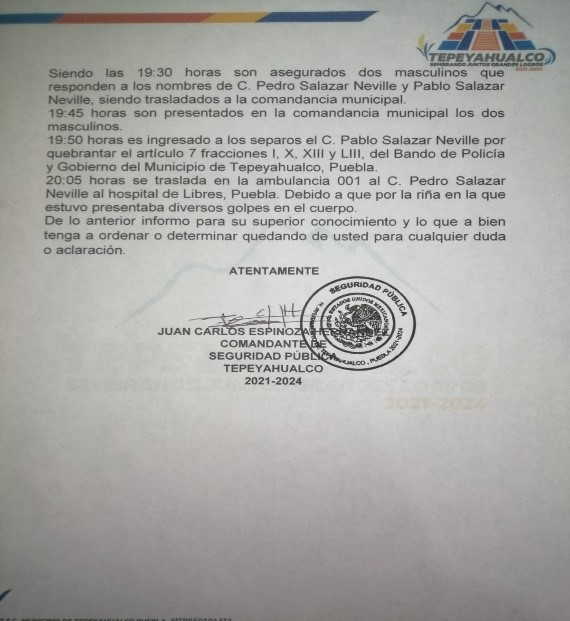 TEPEYAHUALCO
SEMBRANDO JUNTOS GRANDES LOGROS
2021-2024
Siendo las 19:30 horas son asegurados dos masculinos que
responden a los nombres de C. Pedro Salazar Neville y Pablo Salazar
Neville, siendo trasladados a la comandancia municipal.
19:45 horas son presentados en la comandancia municipal los dos
masculinos.
19:50 horas es ingresado a los separos el C. Pablo Salazar Neville por
quebrantar el artículo 7 fracciones I, X, XIII y LIII, del Bando de Policía
y Gobierno del Municipio de Tepeyahualco, Puebla.
20:05 horas se traslada en la ambulancia 001 al C. Pedro Salazar
Neville al hospital de Libres, Puebla. Debido a que por la riña en la que
estuvo presentaba diversos golpes en el cuerpo.
De lo anterior informo para su superior conocimiento y lo que a bien
tenga a ordenar o determinar quedando de usted para cualquier duda
o aclaración.
ATENTAMENTE
JUAN CARLOS ESPINOZA
COMANDANTE DE
SEGURIDAD PÚBLICA
TEPEYAHUALCO
2021-2024
SEGURIDAD PÚBLICA
ESTADOS UNIDOS MEXICANOS
PUEBLA 2021-2024
2021-2024